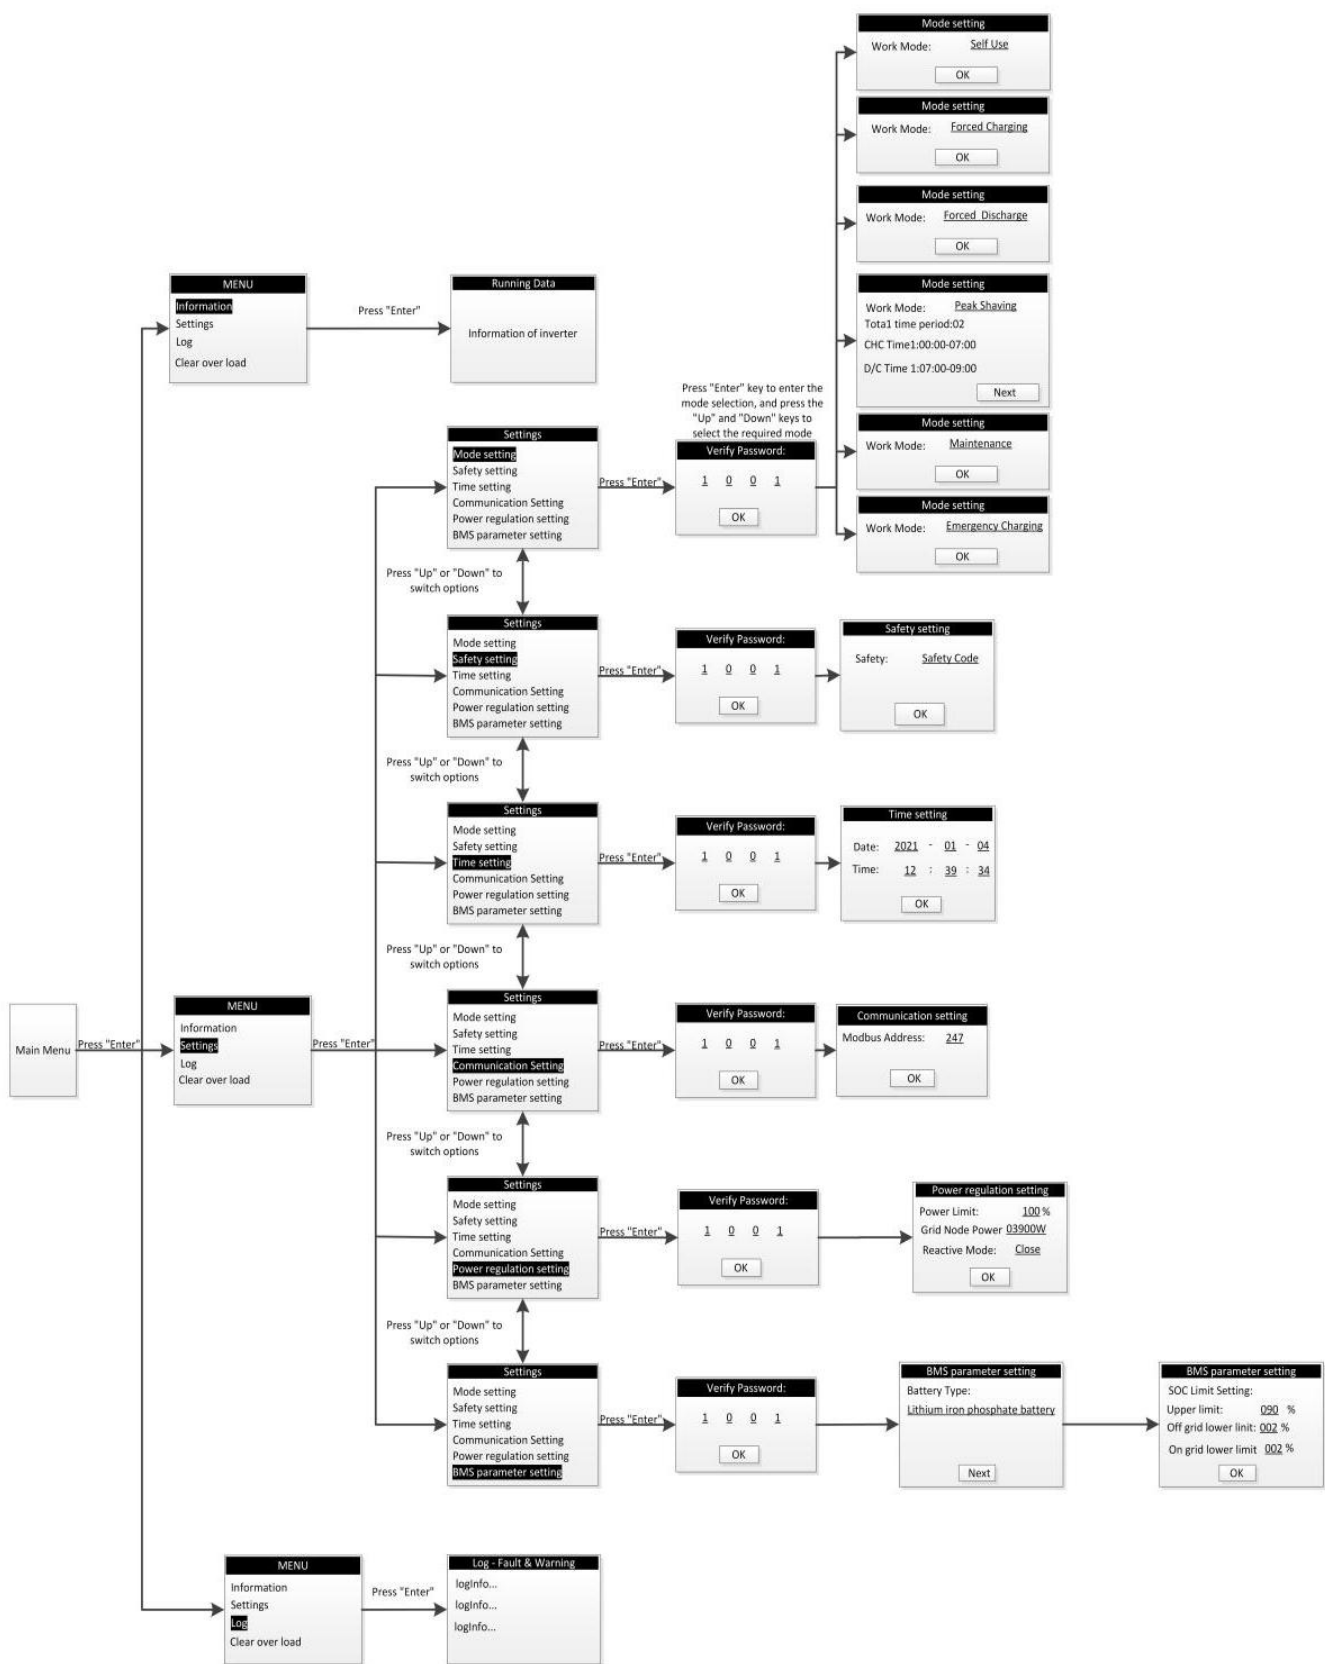 Mode setting
Work Mode: Self Use
OK
Mode setting
Work Mode: Forced Charging
OK
Mode setting
Work Mode: Forced Discharge
OK
Mode setting
Work Mode: Peak Shaving
Tota1 time period:02
CHC Time1:00:00-07:00
D/C Time 1:07:00-09:00
Next
Mode setting
Work Mode: Maintenance
OK
Mode setting
Work Mode: Emergency Charging
OK
MENU
Information
Settings
Log
Clear over load
Press "Enter"
Running Data
Information of inverter
Press "Enter" key to enter the
mode selection, and press the
"Up" and "Down" keys to
select the required mode
Settings
Mode setting
Safety setting
Time setting
Communication Setting
Power regulation setting
BMS parameter setting
Press "Enter"
Verify Password:
1 0 0 1
OK
Press "Up" or "Down" to
switch options
Settings
Mode setting
Safety setting
Time setting
Communication Setting
Power regulation setting
BMS parameter setting
Press "Enter"
Verify Password:
1 0 0 1
OK
Safety setting
Safety: Safety Code
OK
Press "Up" or "Down" to
switch options
Settings
Mode setting
Safety setting
Time setting
Communication Setting
Power regulation setting
BMS parameter setting
Press "Enter"
Verify Password:
1 0 0 1
OK
Time setting
Date: 2021 - 01 - 04
Time: 12 : 39 : 34
OK
Press "Up" or "Down" to
switch options
Main Menu
Press "Enter"
MENU
Information
Settings
Log
Clear over load
Press "Enter"
Settings
Mode setting
Safety setting
Time setting
Communication Setting
Power regulation setting
BMS parameter setting
Press "Enter"
Verify Password:
1 0 0 1
OK
Communication setting
Modbus Address: 247
OK
Press "Up" or "Down" to
switch options
Settings
Mode setting
Safety setting
Time setting
Communication Setting
Power regulation setting
BMS parameter setting
Press "Enter"
Verify Password:
1 0 0 1
OK
Power regulation setting
Power Limit: 100 %
Grid Node Power 03900W
Reactive Mode: Close
OK
Press "Up" or "Down" to
switch options
Settings
Mode setting
Safety setting
Time setting
Communication Setting
Power regulation setting
BMS parameter setting
Press "Enter"
Verify Password:
1 0 0 1
OK
BMS parameter setting
Battery Type:
Lithium iron phosphate battery
Next
BMS parameter setting
SOC Limit Setting:
Upper limit: 090 %
Off grid lower linit: 002 %
On grid lower limit 002 %
OK
MENU
Information
Settings
Log
Clear over load
Press "Enter"
Log - Fault & Warning
logInfo...
logInfo...
logInfo...